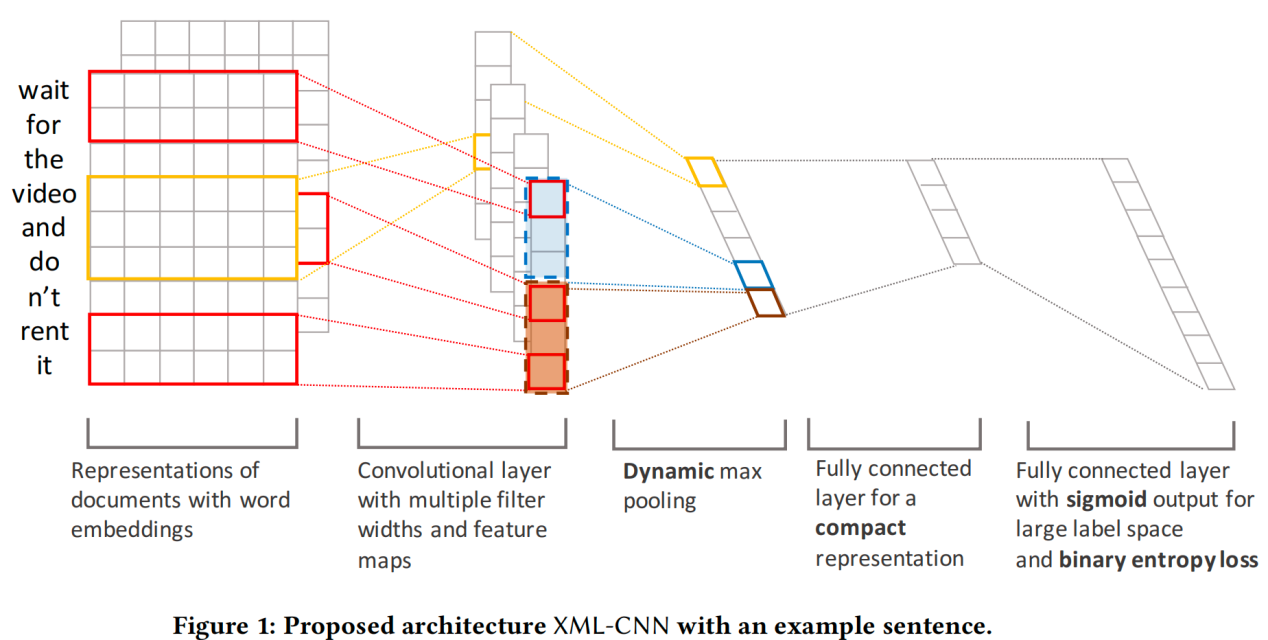 wait
for
the
video
and
do
n’t
rent
it
Representations of
documents with word
embeddings
Convolutional layer
with multiple filter
widths and feature
maps
Dynamic max
pooling
Fully connected
layer for a
compact
representation
Fully connected layer
with sigmoid output for
large label space
and binary entropy loss
Figure 1: Proposed architecture XML-CNN with an example sentence.